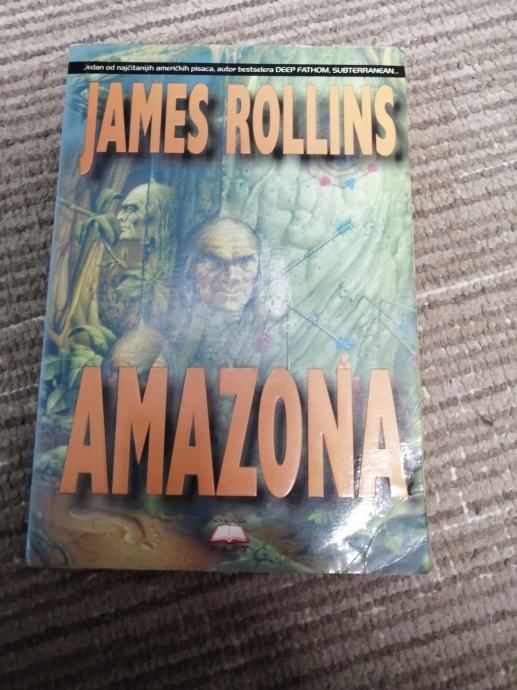 Jedan od najčitanijih američkih pisaca, autor bestselera DEEP FATHOM, SUBTERRANEAN...
JAMES ROLLINS
AMAZONA